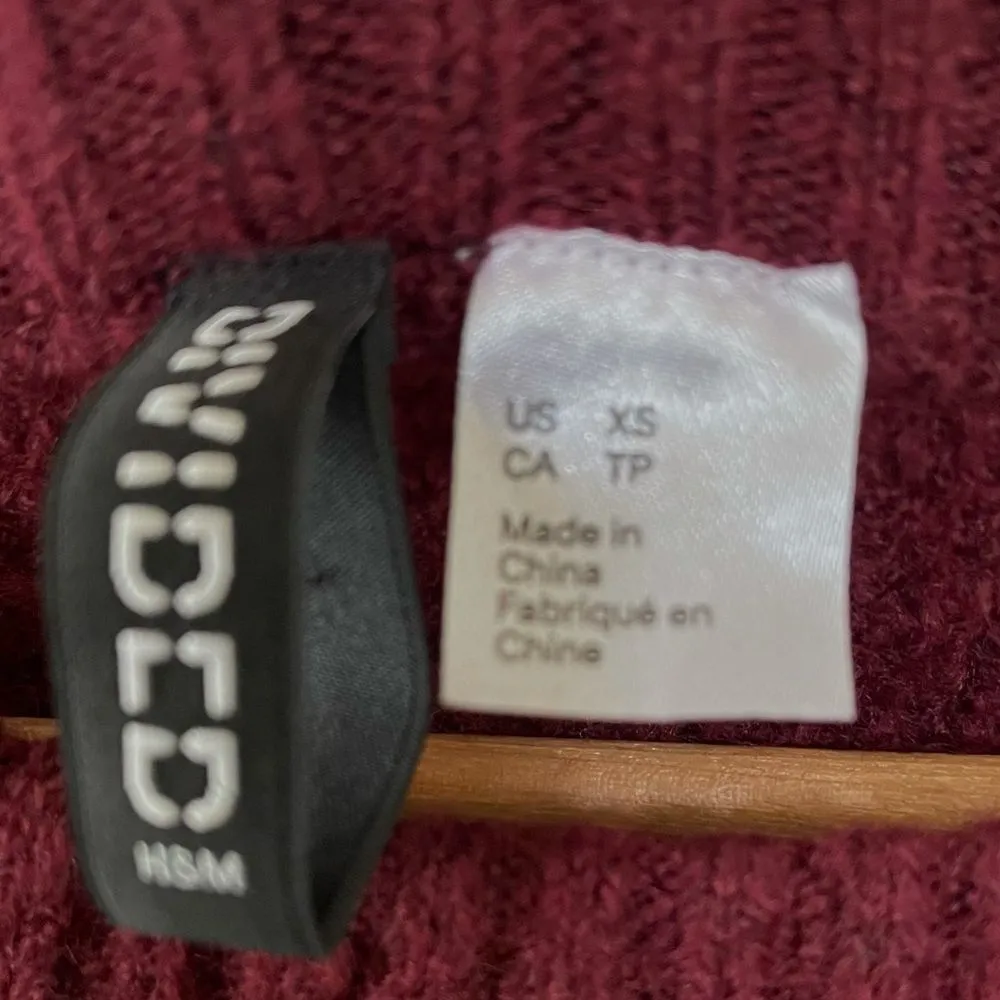 DIVIDED
H&M
US XS
CA TP
Made in
China
Fabriqué en
Chine